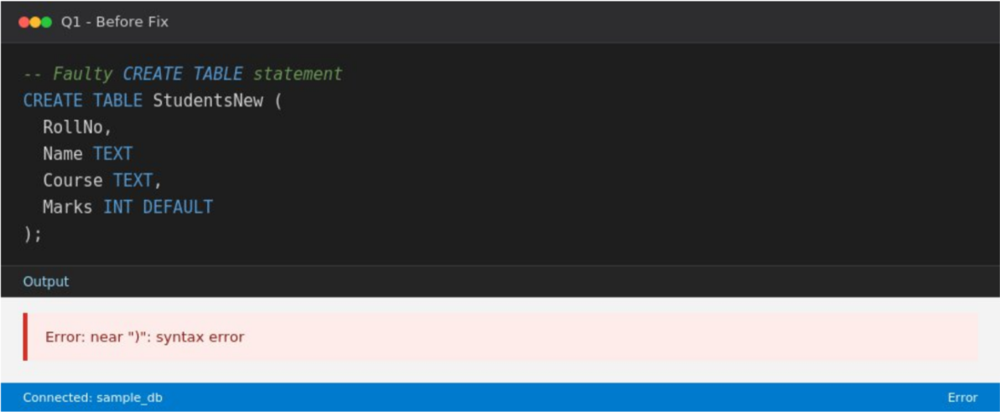 Q1 - Before Fix
-- Faulty CREATE TABLE statement
CREATE TABLE StudentsNew (
  RollNo,
  Name TEXT
  Course TEXT,
  Marks INT DEFAULT
);
Output
Error: near ")": syntax error
Connected: sample_db Error